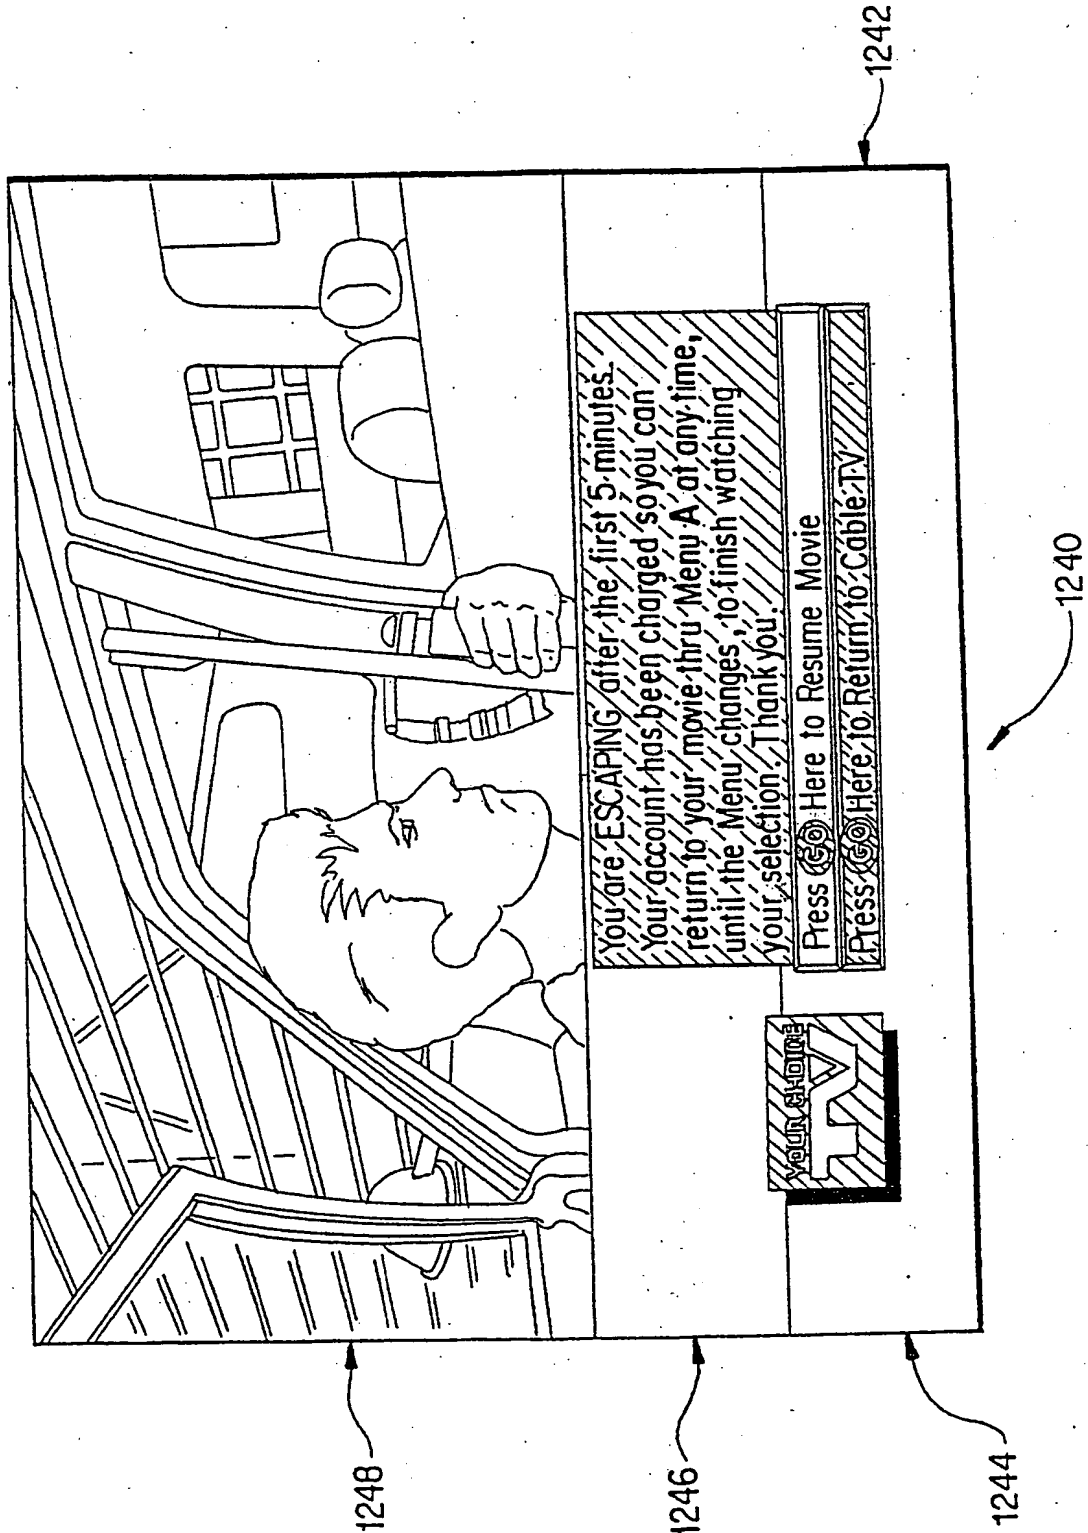 You are ESCAPING after the first 5 minutes.
Your account has been charged so you can
return to your movie thru Menu A at any time,
until the Menu changes, to finish watching
your selection. Thank you.
Press GO Here to Resume Movie
Press GO Here to Return to Cable TV
YOUR CHOICE
TV
1248
1246
1244
1242
1240